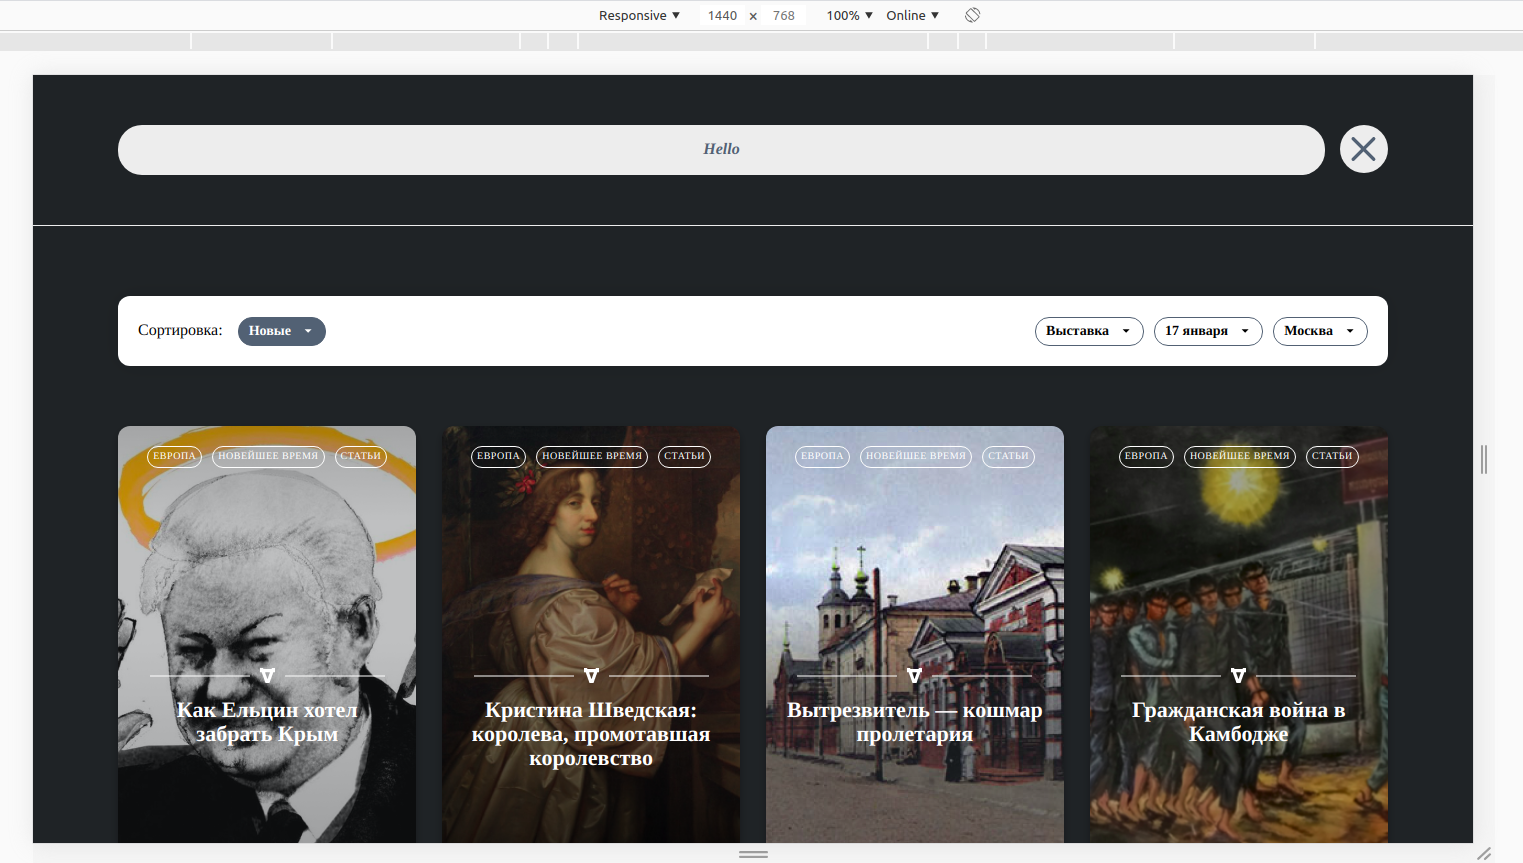 Responsive ▼ 1440 × 768 100% ▼ Online ▼
Hello
Сортировка: Новые
Выставка 17 января Москва
ЕВРОПА НОВЕЙШЕЕ ВРЕМЯ СТАТЬИ
Как Ельцин хотел
забрать Крым
ЕВРОПА НОВЕЙШЕЕ ВРЕМЯ СТАТЬИ
Кристина Шведская:
королева, промотавшая
королевство
ЕВРОПА НОВЕЙШЕЕ ВРЕМЯ СТАТЬИ
Вытрезвитель — кошмар
пролетария
ЕВРОПА НОВЕЙШЕЕ ВРЕМЯ СТАТЬИ
Гражданская война в
Камбодже